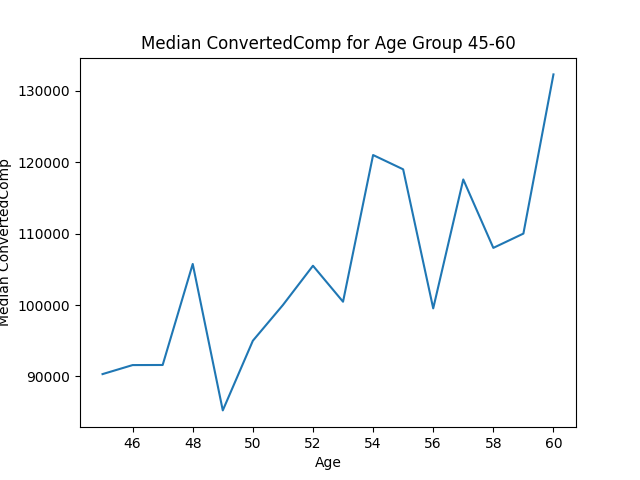 Median ConvertedComp for Age Group 45-60
130000
120000
110000
100000
90000
Median ConvertedComp
46 48 50 52 54 56 58 60
Age